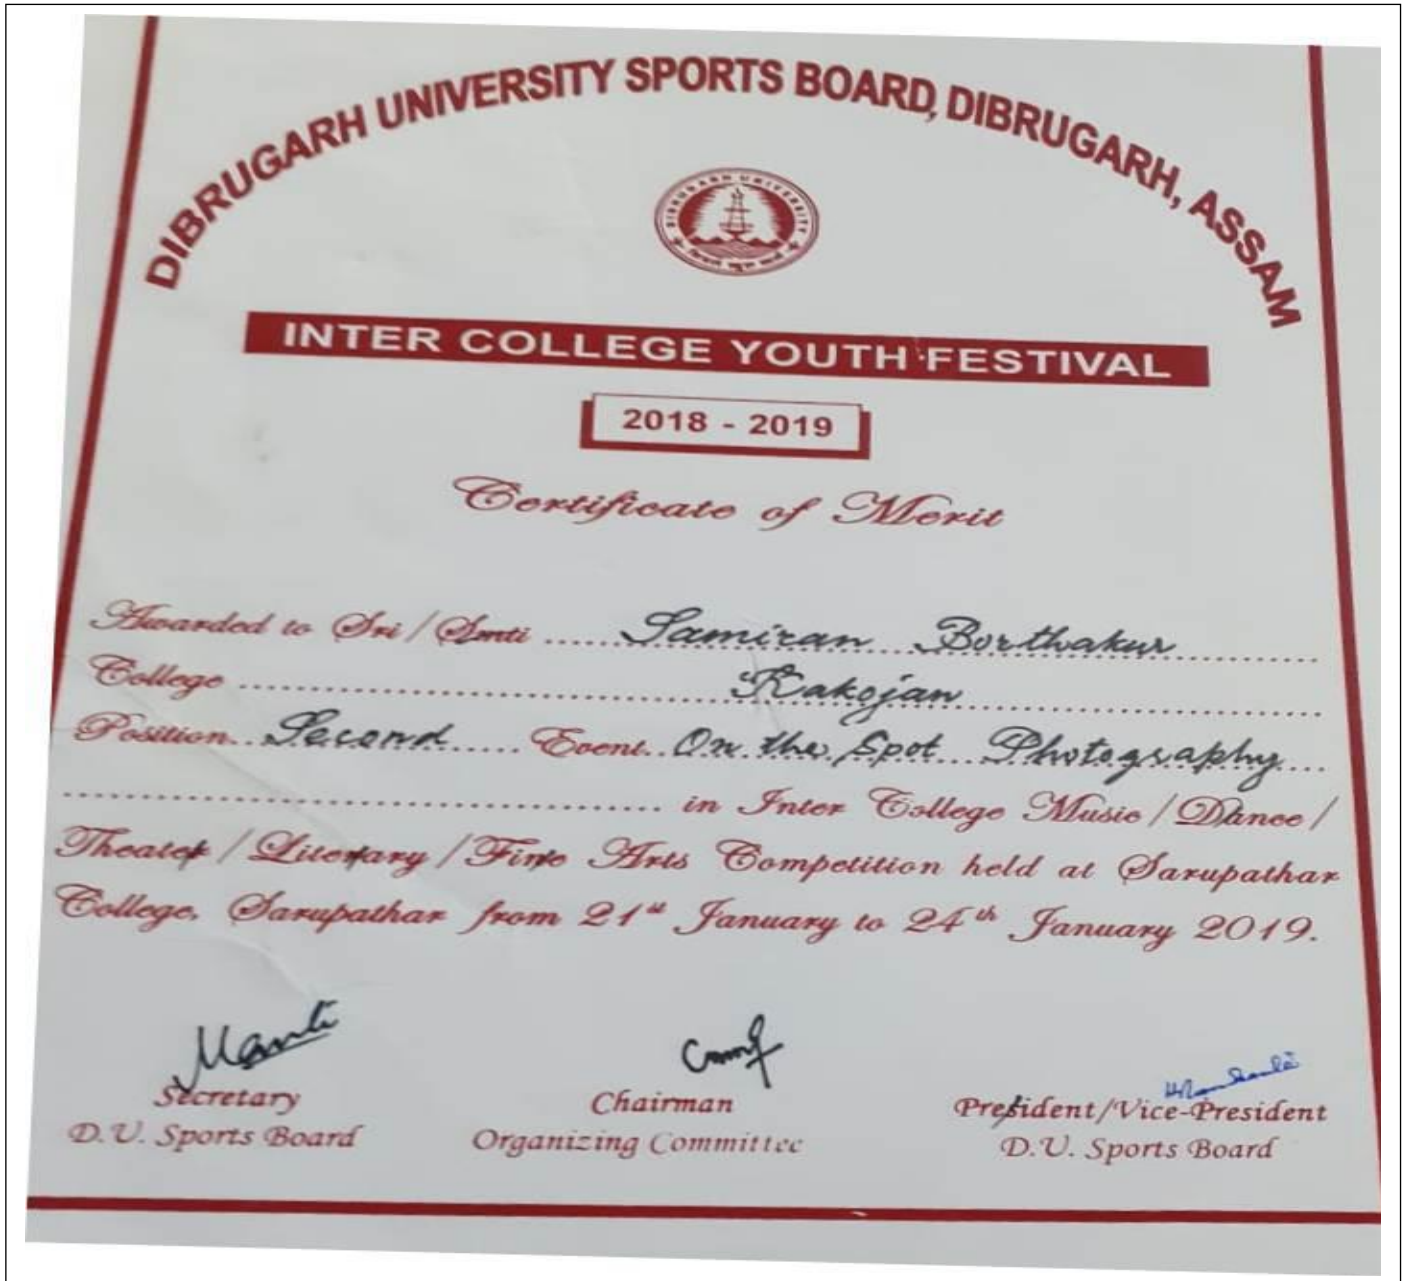 DIBRUGARH UNIVERSITY SPORTS BOARD, DIBRUGARH, ASSAM
DIBRUGARH UNIVERSITY
INTER COLLEGE YOUTH FESTIVAL
2018 - 2019
Certificate of Merit
Awarded to Sri/Smti ..... Samiran Borthakur
College ..... Kakojan
Position Second ..... Event On the Spot Photography
..... in Inter College Music/Dance/
Theater/Literary/Fine Arts Competition held at Sarupathar
College, Sarupathar from 21st January to 24th January 2019.
Secretary
D.U. Sports Board
Chairman
Organizing Committee
President/Vice-President
D.U. Sports Board